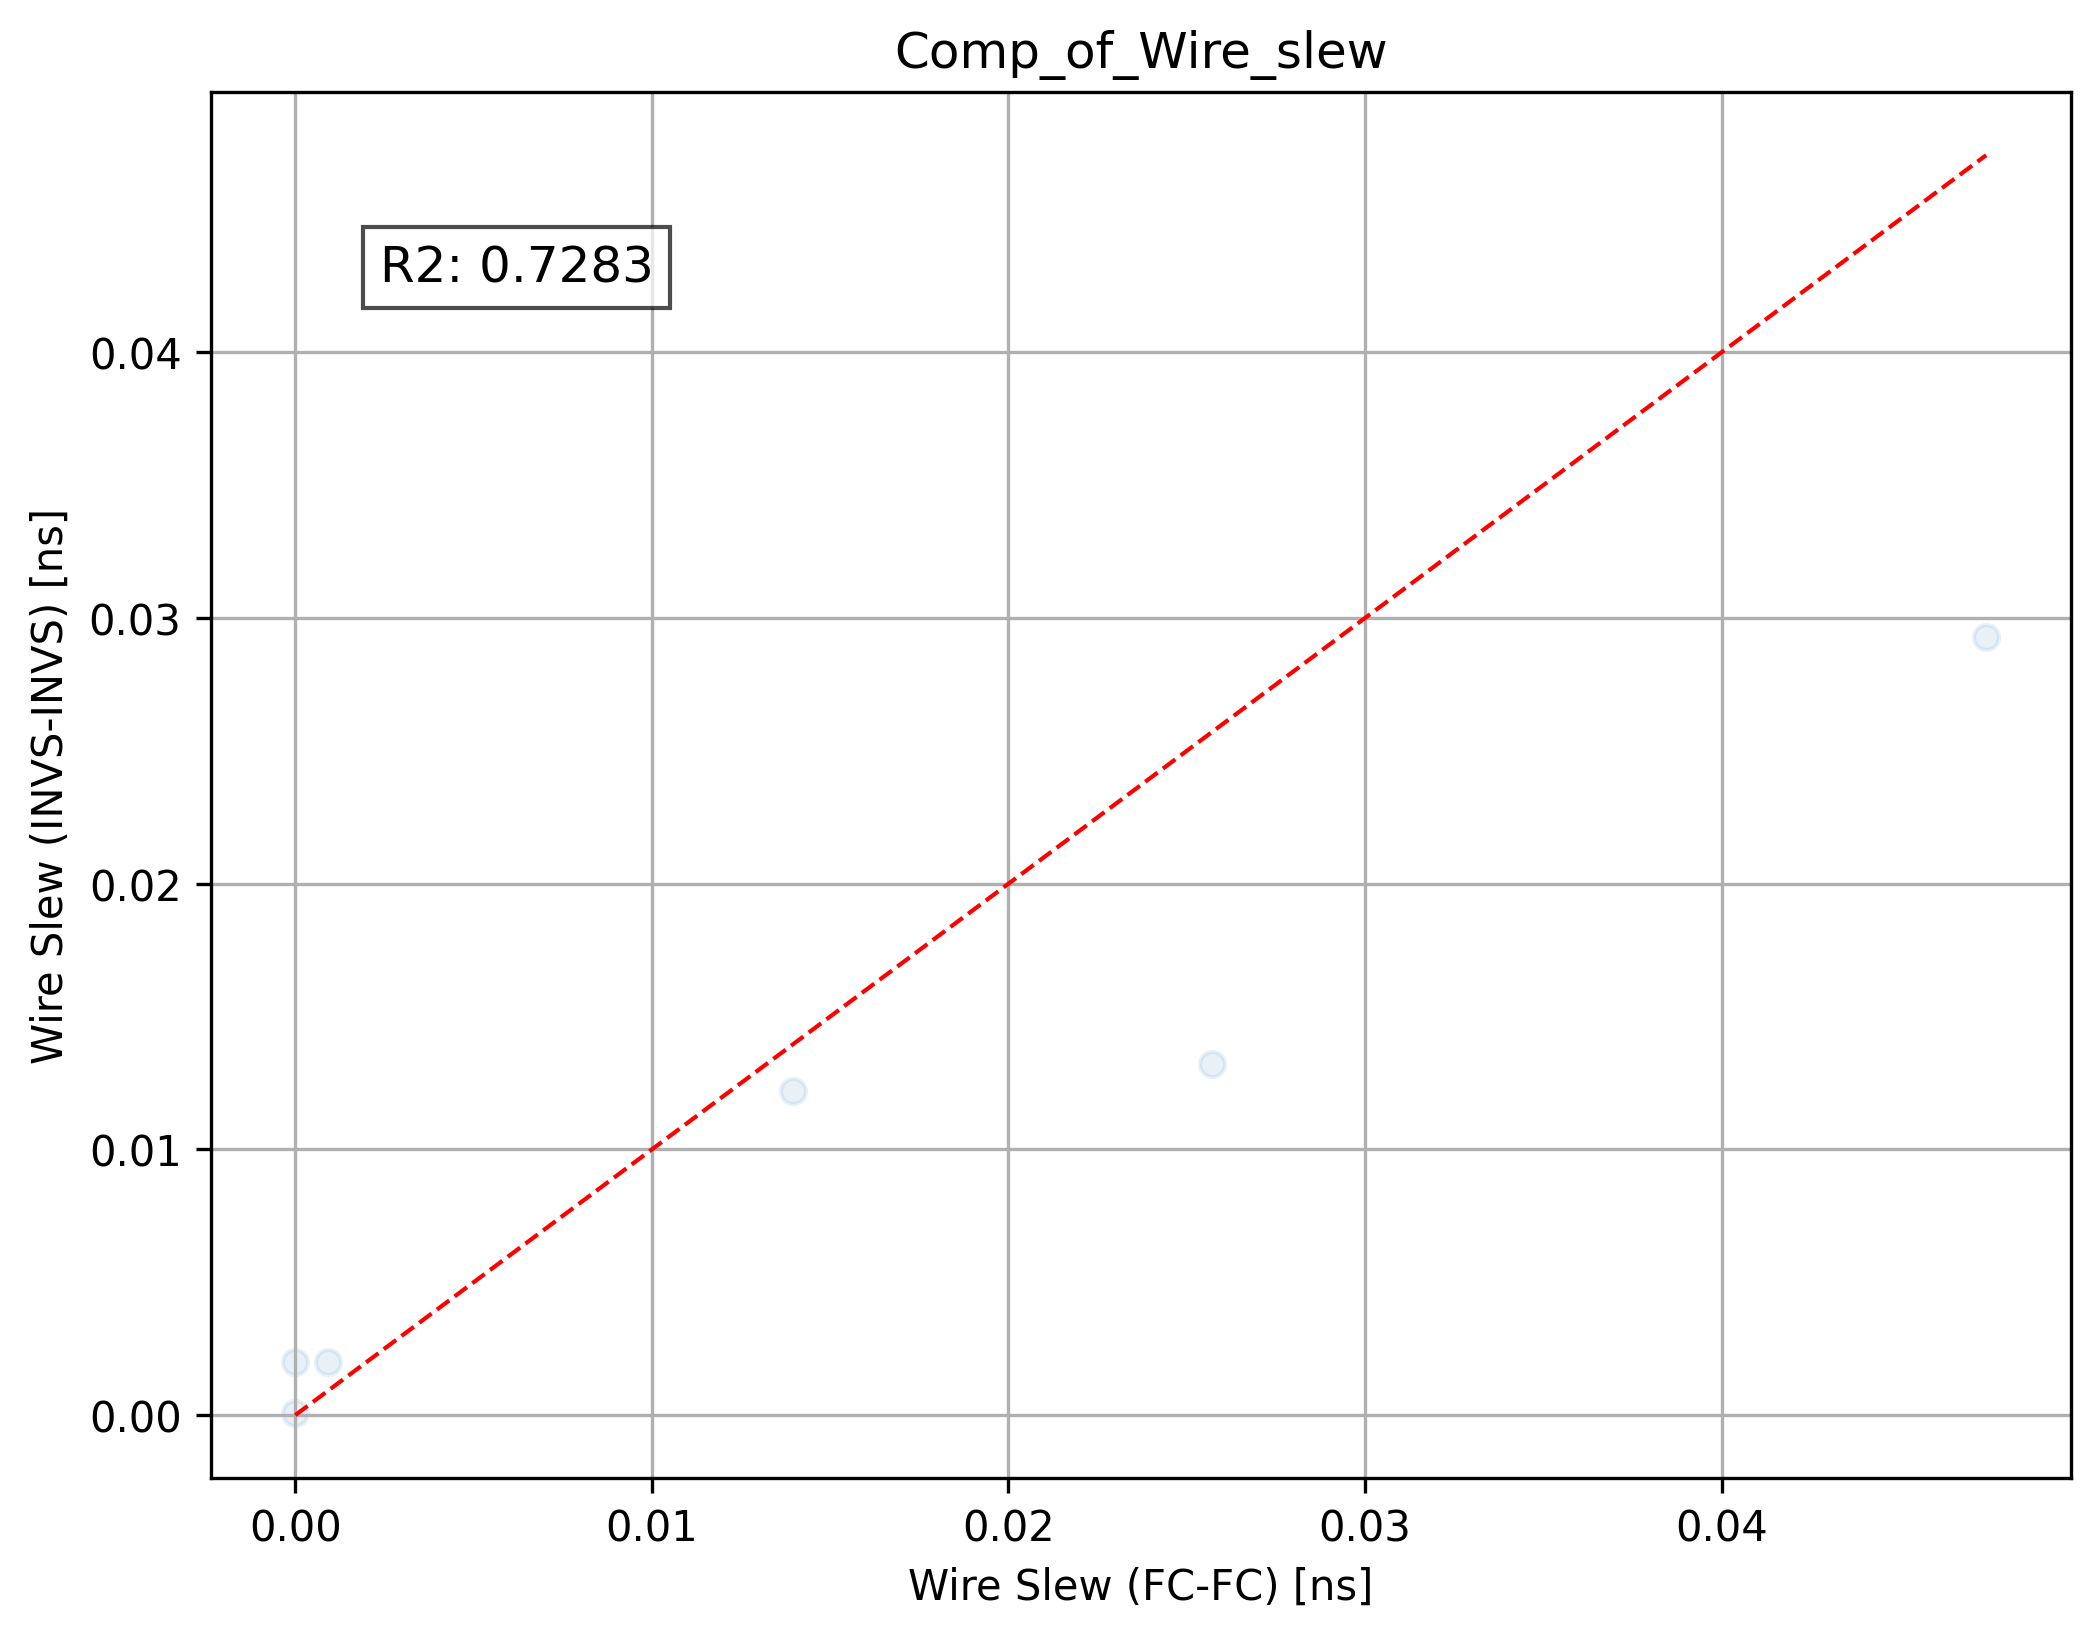 Comp_of_Wire_slew
R2: 0.7283
0.04
0.03
0.02
0.01
0.00
Wire Slew (INVS-INVS) [ns]
0.00 0.01 0.02 0.03 0.04
Wire Slew (FC-FC) [ns]